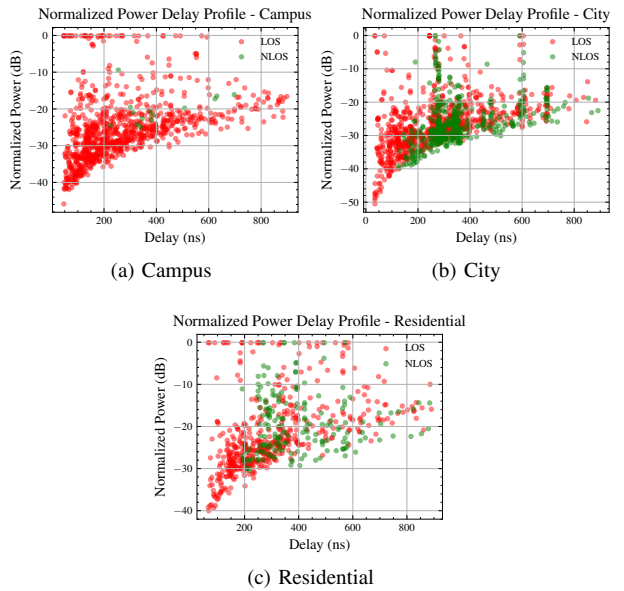 Normalized Power Delay Profile - Campus
Normalized Power (dB)
0
−10
−20
−30
−40
LOS
NLOS
200 400 600 800
Delay (ns)
(a) Campus
Normalized Power Delay Profile - City
Normalized Power (dB)
0
−10
−20
−30
−40
−50
LOS
NLOS
0 200 400 600 800
Delay (ns)
(b) City
Normalized Power Delay Profile - Residential
Normalized Power (dB)
0
−10
−20
−30
−40
LOS
NLOS
200 400 600 800
Delay (ns)
(c) Residential